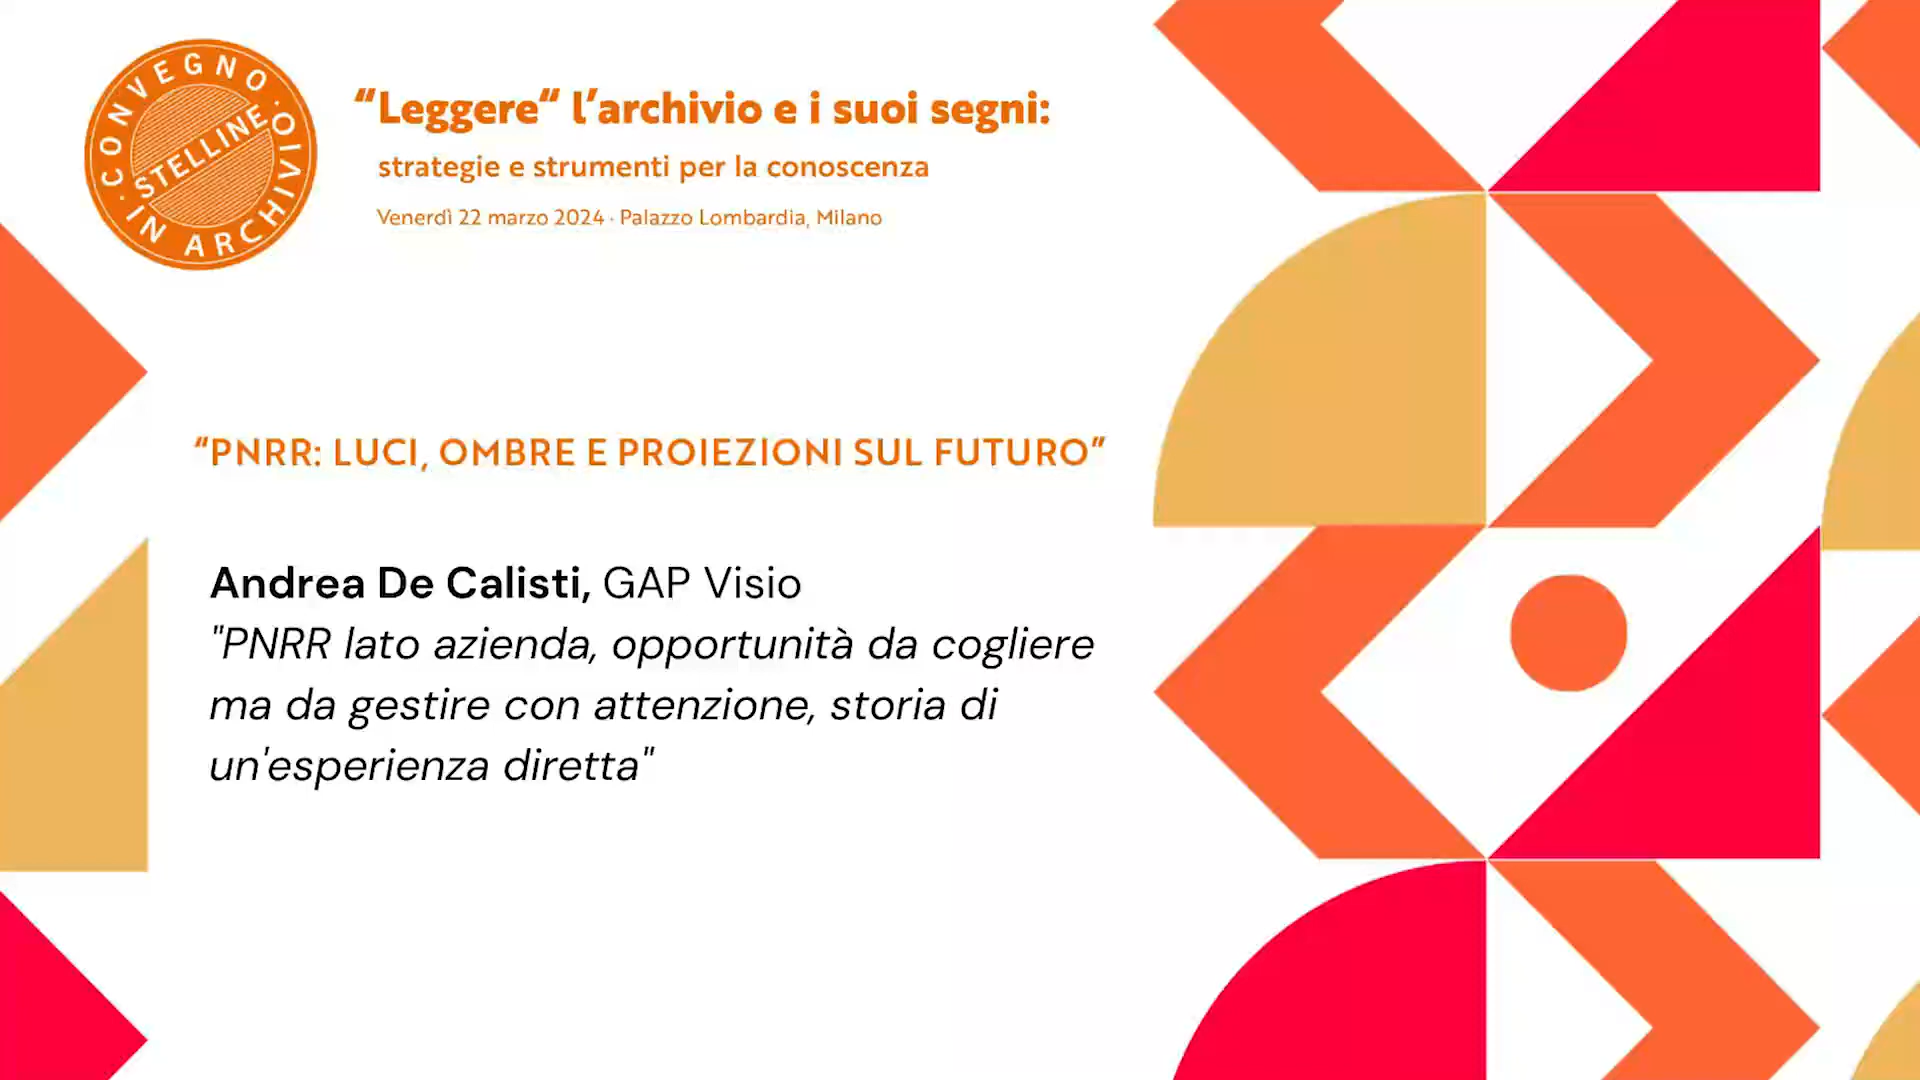 CONVEGNO
STELLINE
IN ARCHIVIO
“Leggere“ l’archivio e i suoi segni:
strategie e strumenti per la conoscenza
Venerdì 22 marzo 2024 · Palazzo Lombardia, Milano
“PNRR: LUCI, OMBRE E PROIEZIONI SUL FUTURO”
Andrea De Calisti, GAP Visio
"PNRR lato azienda, opportunità da cogliere
ma da gestire con attenzione, storia di
un'esperienza diretta"